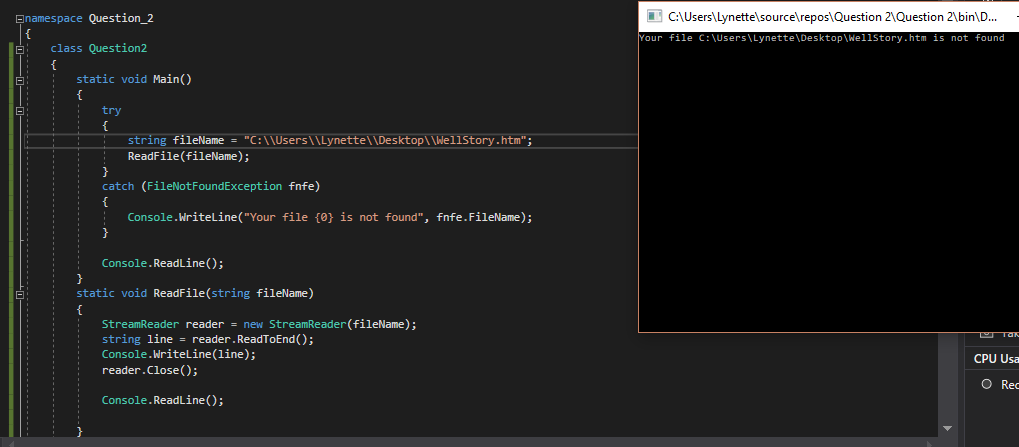 namespace Question_2
{
class Question2
{
static void Main()
{
try
{
string fileName = "C:\\Users\\Lynette\\Desktop\\WellStory.htm";
ReadFile(fileName);
}
catch (FileNotFoundException fnfe)
{
Console.WriteLine("Your file {0} is not found", fnfe.FileName);
}
Console.ReadLine();
}
static void ReadFile(string fileName)
{
StreamReader reader = new StreamReader(fileName);
string line = reader.ReadToEnd();
Console.WriteLine(line);
reader.Close();
Console.ReadLine();
}
C:\Users\Lynette\source\repos\Question 2\Question 2\bin\D...
Your file C:\Users\Lynette\Desktop\WellStory.htm is not found
CPU Usa
Rec